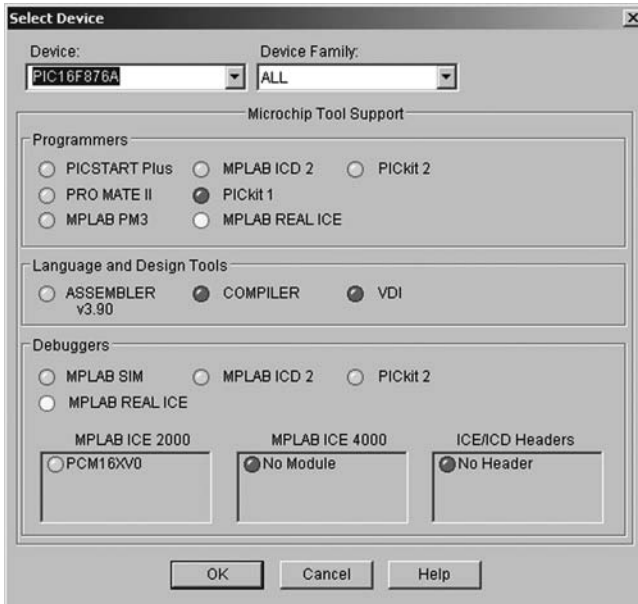 Select Device
Device: Device Family:
PIC16F876A ALL
Microchip Tool Support
Programmers
PICSTART Plus MPLAB ICD 2 PICkit 2
PRO MATE II PICkit 1
MPLAB PM3 MPLAB REAL ICE
Language and Design Tools
ASSEMBLER COMPILER VDI
v3.90
Debuggers
MPLAB SIM MPLAB ICD 2 PICkit 2
MPLAB REAL ICE
MPLAB ICE 2000 MPLAB ICE 4000 ICE/ICD Headers
PCM16XV0 No Module No Header
OK Cancel Help